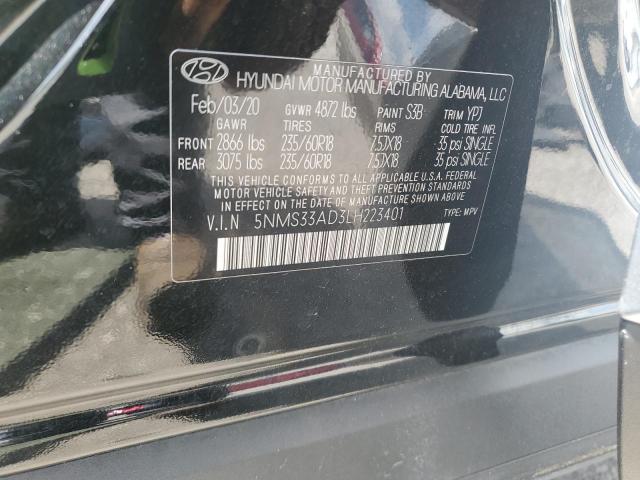 MANUFACTURED BY
HYUNDAI MOTOR MANUFACTURING ALABAMA, LLC
Feb/03/20 GVWR 4872 lbs PAINT S3B TRIM YPJ
GAWR TIRES RIMS COLD TIRE INFL
FRONT 2866 lbs 235/60R18 7.5JX18 35 psi SINGLE
REAR 3075 lbs 235/60R18 7.5JX18 35 psi SINGLE
THIS VEHICLE CONFORMS TO ALL APPLICABLE U.S.A. FEDERAL
MOTOR VEHICLE SAFETY AND THEFT PREVENTION STANDARDS
IN EFFECT ON THE DATE OF MANUFACTURE SHOWN ABOVE.
V.I.N 5NMS33AD3LH223401 TYPE: MPV